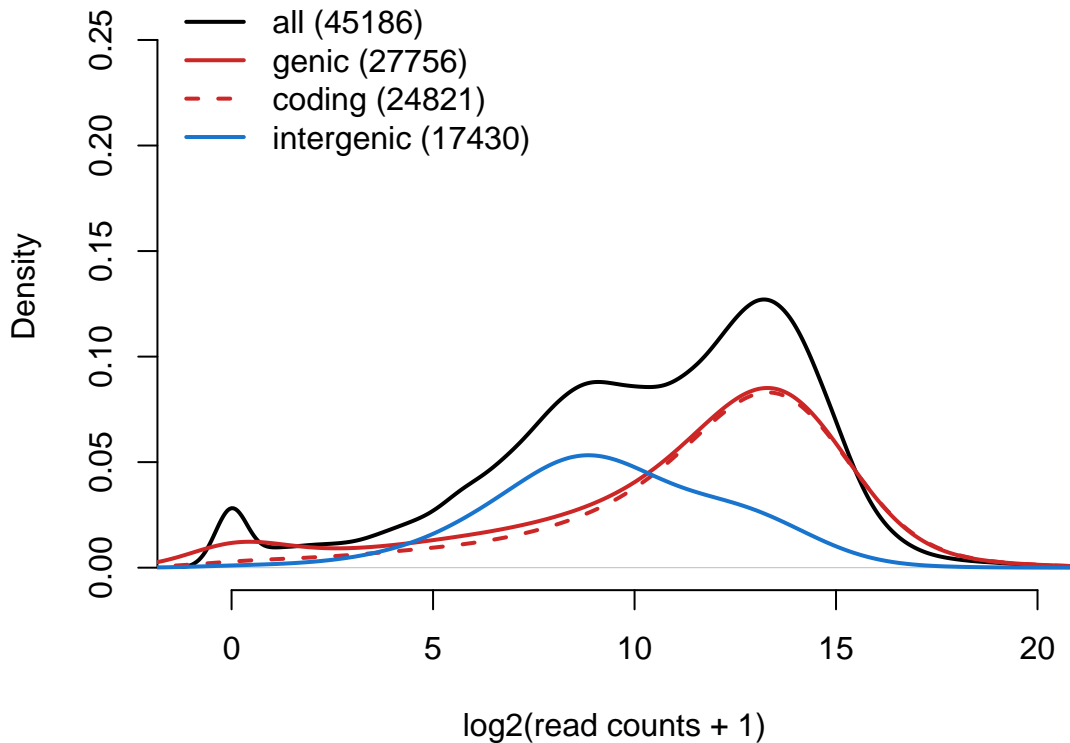 all (45186)
genic (27756)
coding (24821)
intergenic (17430)
Density
0.25
0.20
0.15
0.10
0.05
0.00
0 5 10 15 20
log2(read counts + 1)